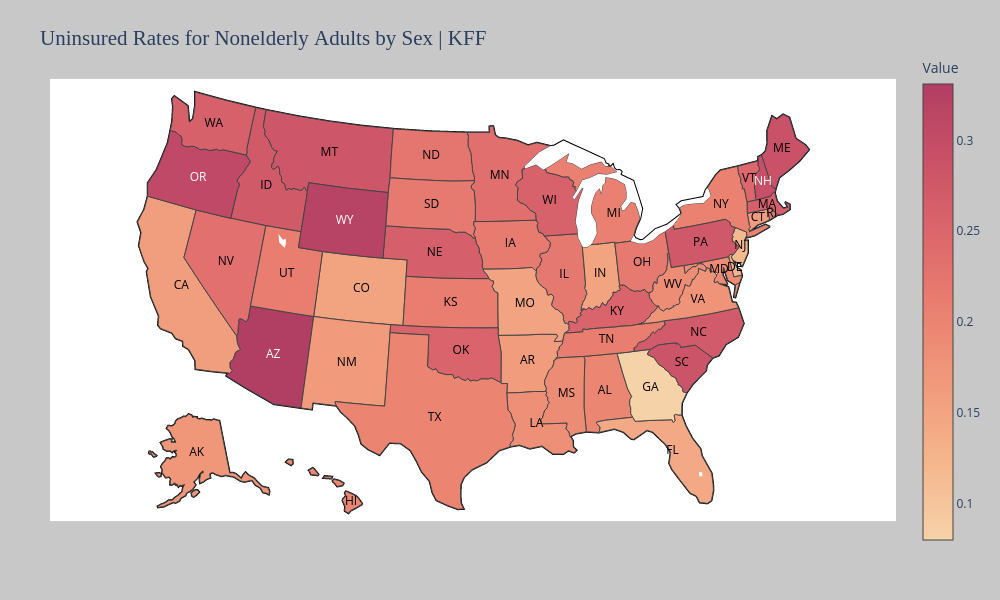 Uninsured Rates for Nonelderly Adults by Sex | KFF
Value
0.3
0.25
0.2
0.15
0.1
WA
MT
ND
MN
ME
OR
ID
WY
SD
WI
MI
NY
VT
NH
MA
CT
RI
NV
UT
NE
IA
IL
IN
OH
PA
NJ
MD
DE
CA
CO
KS
MO
KY
WV
VA
AZ
NM
OK
AR
TN
NC
SC
TX
LA
MS
AL
GA
FL
AK
HI